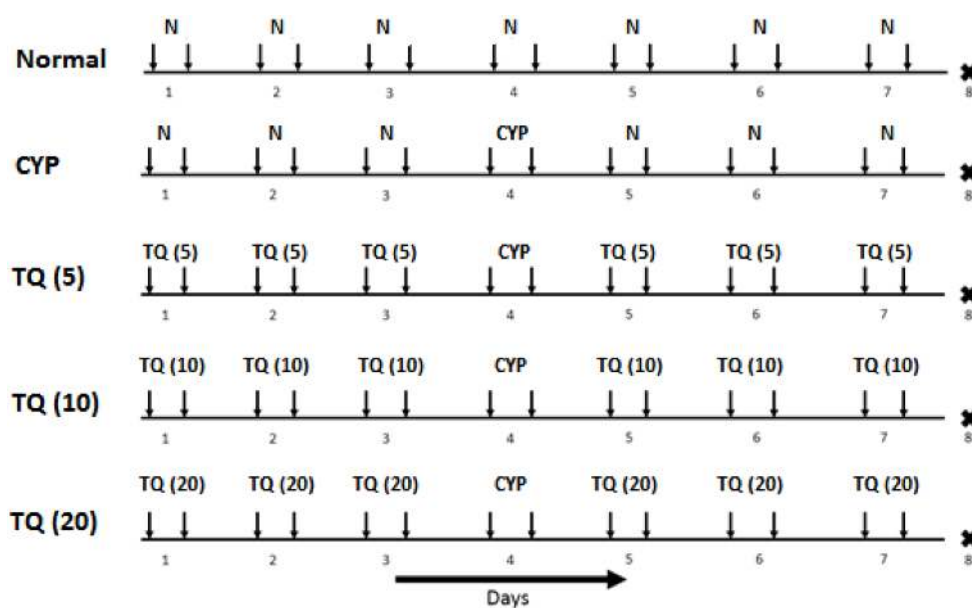 N N N N N N N
Normal
1 2 3 4 5 6 7 8
N N N CYP N N N
CYP
1 2 3 4 5 6 7 8
TQ (5) TQ (5) TQ (5) CYP TQ (5) TQ (5) TQ (5)
TQ (5)
1 2 3 4 5 6 7 8
TQ (10) TQ (10) TQ (10) CYP TQ (10) TQ (10) TQ (10)
TQ (10)
1 2 3 4 5 6 7 8
TQ (20) TQ (20) TQ (20) CYP TQ (20) TQ (20) TQ (20)
TQ (20)
1 2 3 4 5 6 7 8
Days